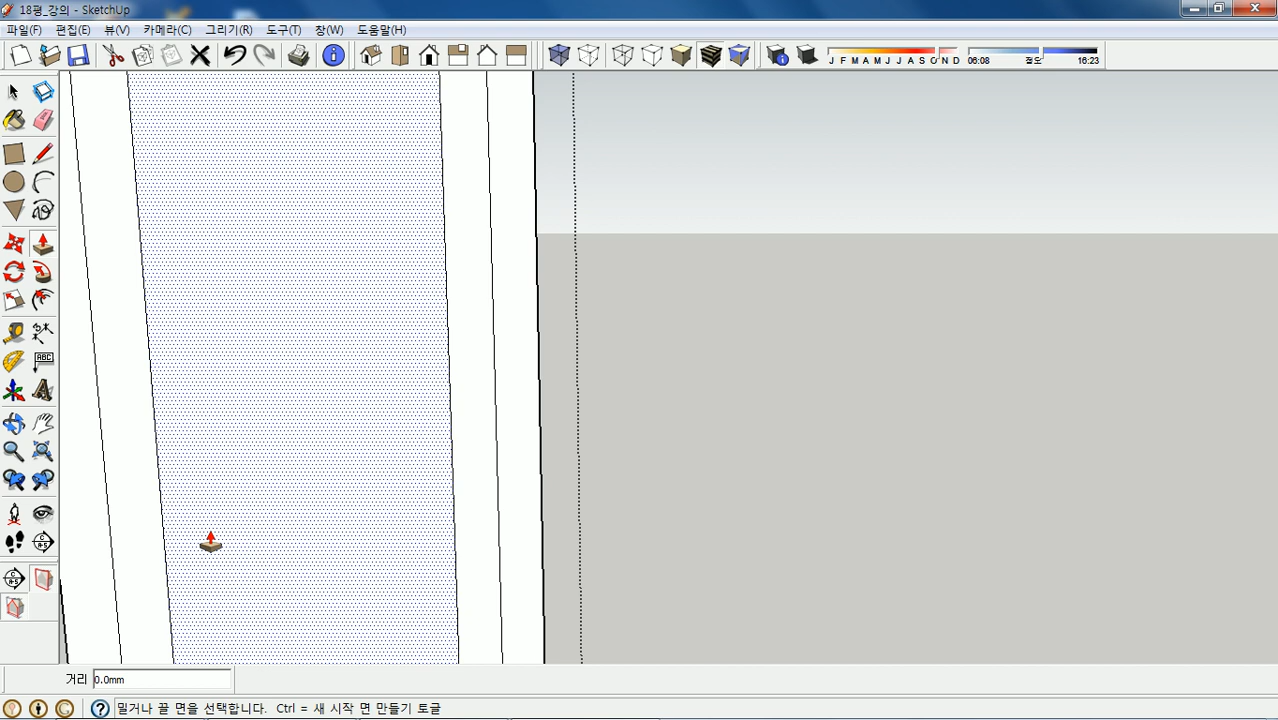 18평_강의 - SketchUp
파일(F) 편집(E) 뷰(V) 카메라(C) 그리기(R) 도구(T) 창(W) 도움말(H)
J F M A M J J A S O N D 06:08 정오 16:23
ABC
거리 0.0mm
밀거나 끌 면을 선택합니다. Ctrl = 새 시작 면 만들기 토글